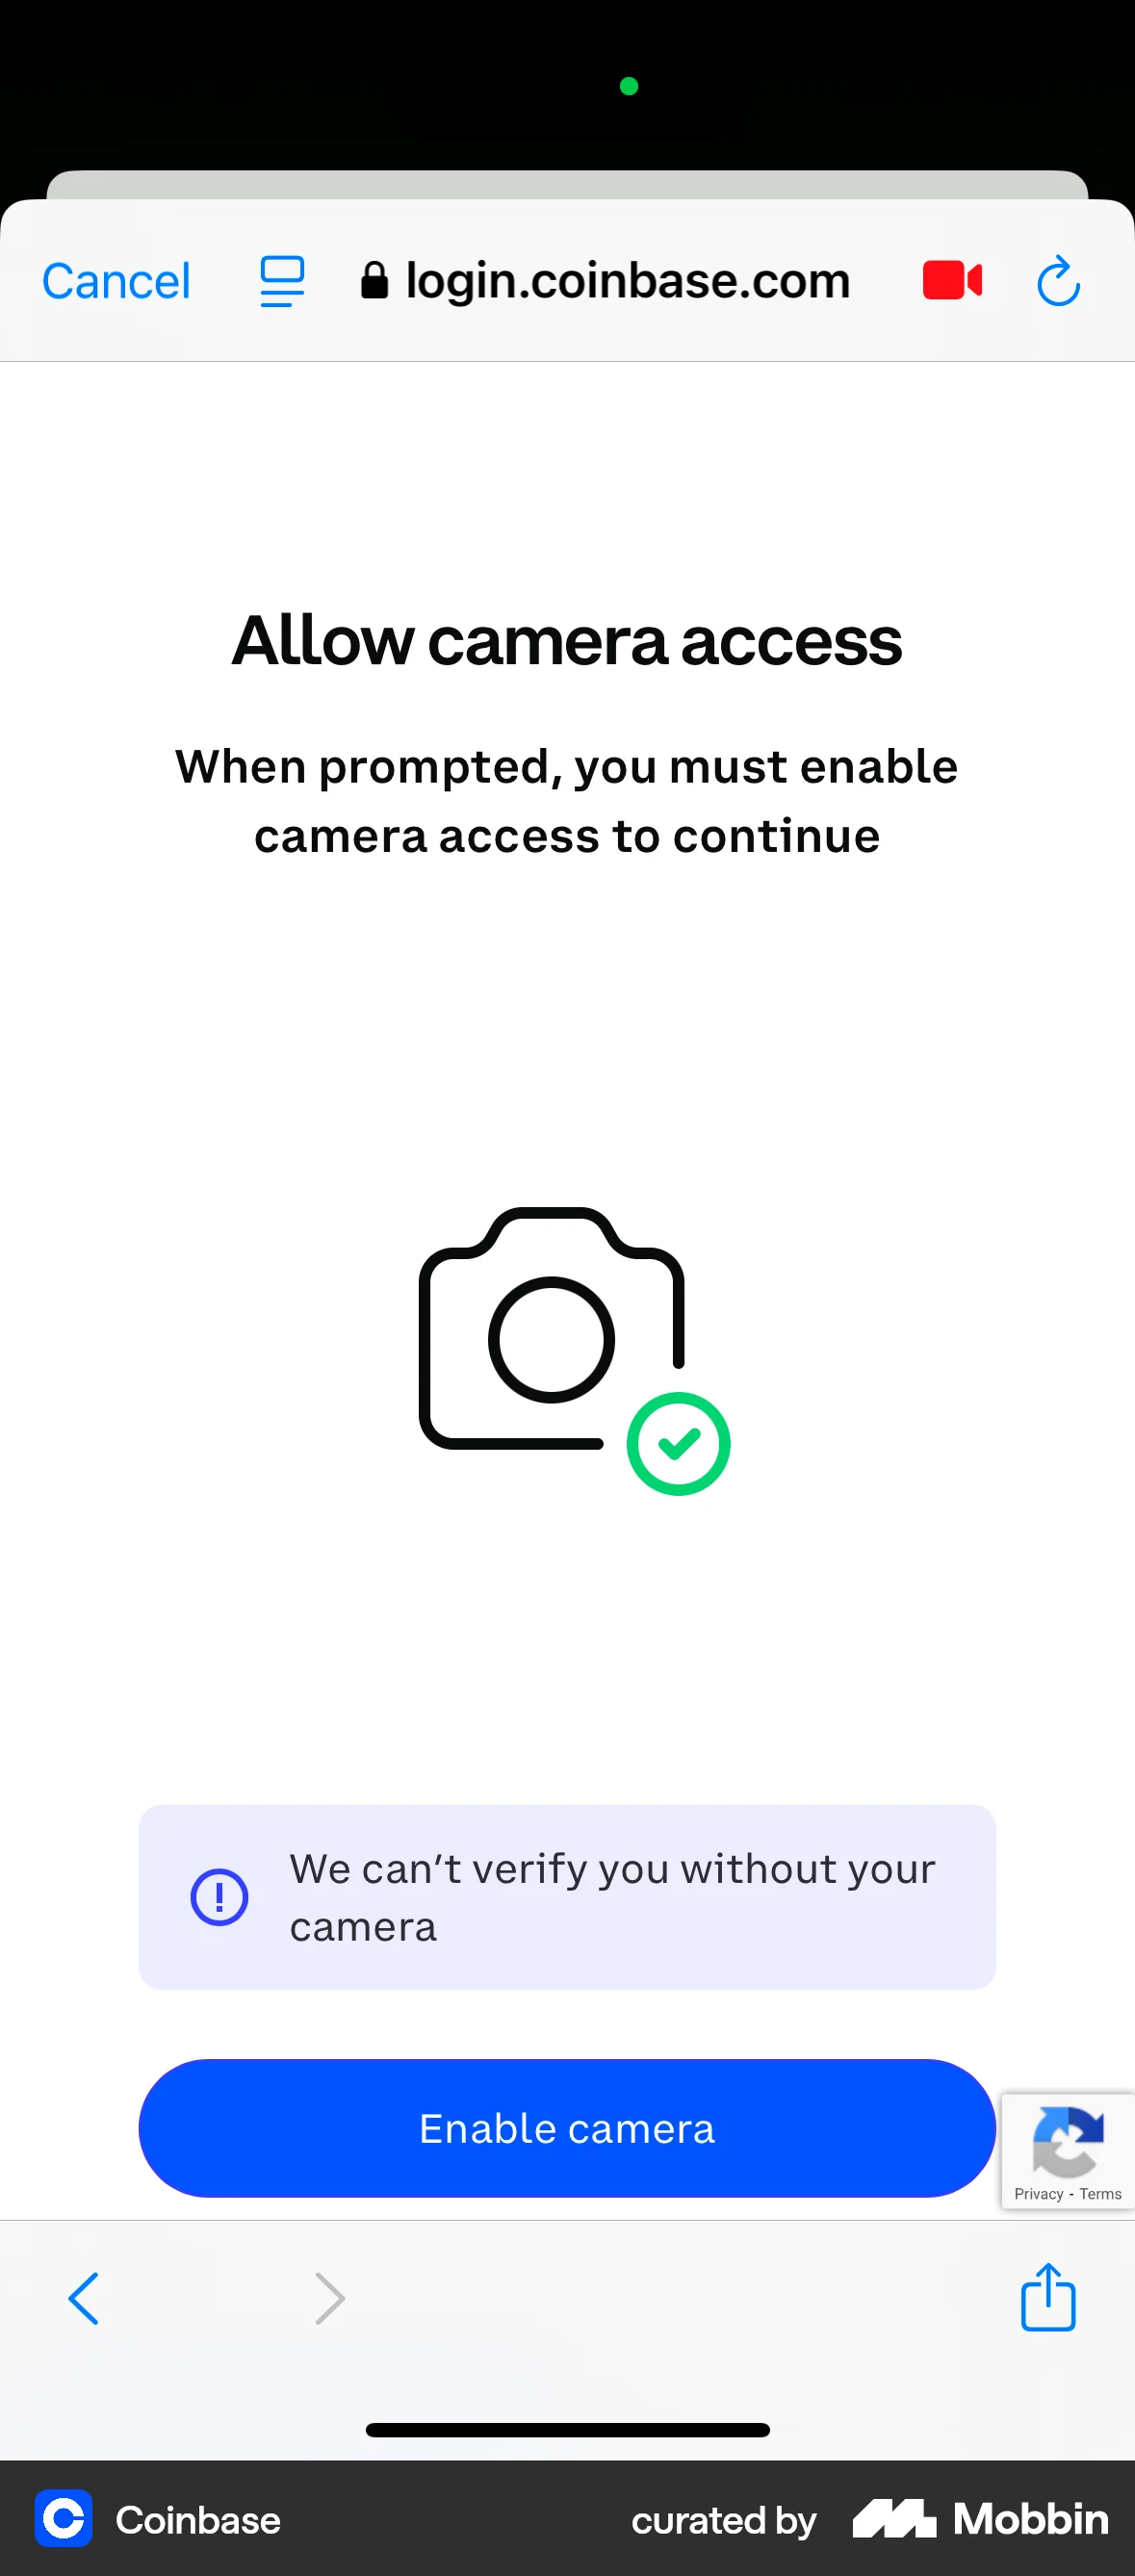 Cancel login.coinbase.com
Allow camera access
When prompted, you must enable
camera access to continue
We can’t verify you without your
camera
Enable camera
Privacy - Terms
Coinbase curated by Mobbin